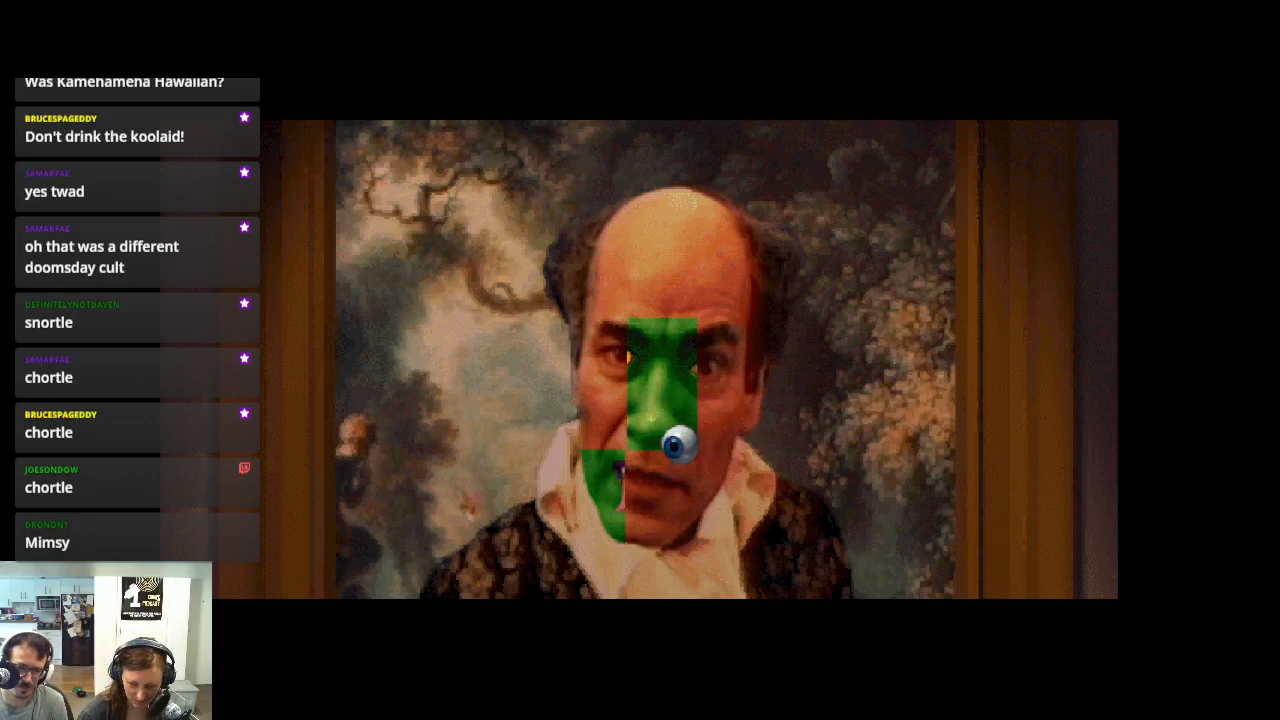 Was Kamehameha Hawaiian?
BRUCESPAGEDDY
Don't drink the koolaid!
SAMARFAE
yes twad
SAMARFAE
oh that was a different
doomsday cult
DEFINITELYNOTDAVEN
snortle
SAMARFAE
chortle
BRUCESPAGEDDY
chortle
JOESONDOW
chortle
DRONON1
Mimsy